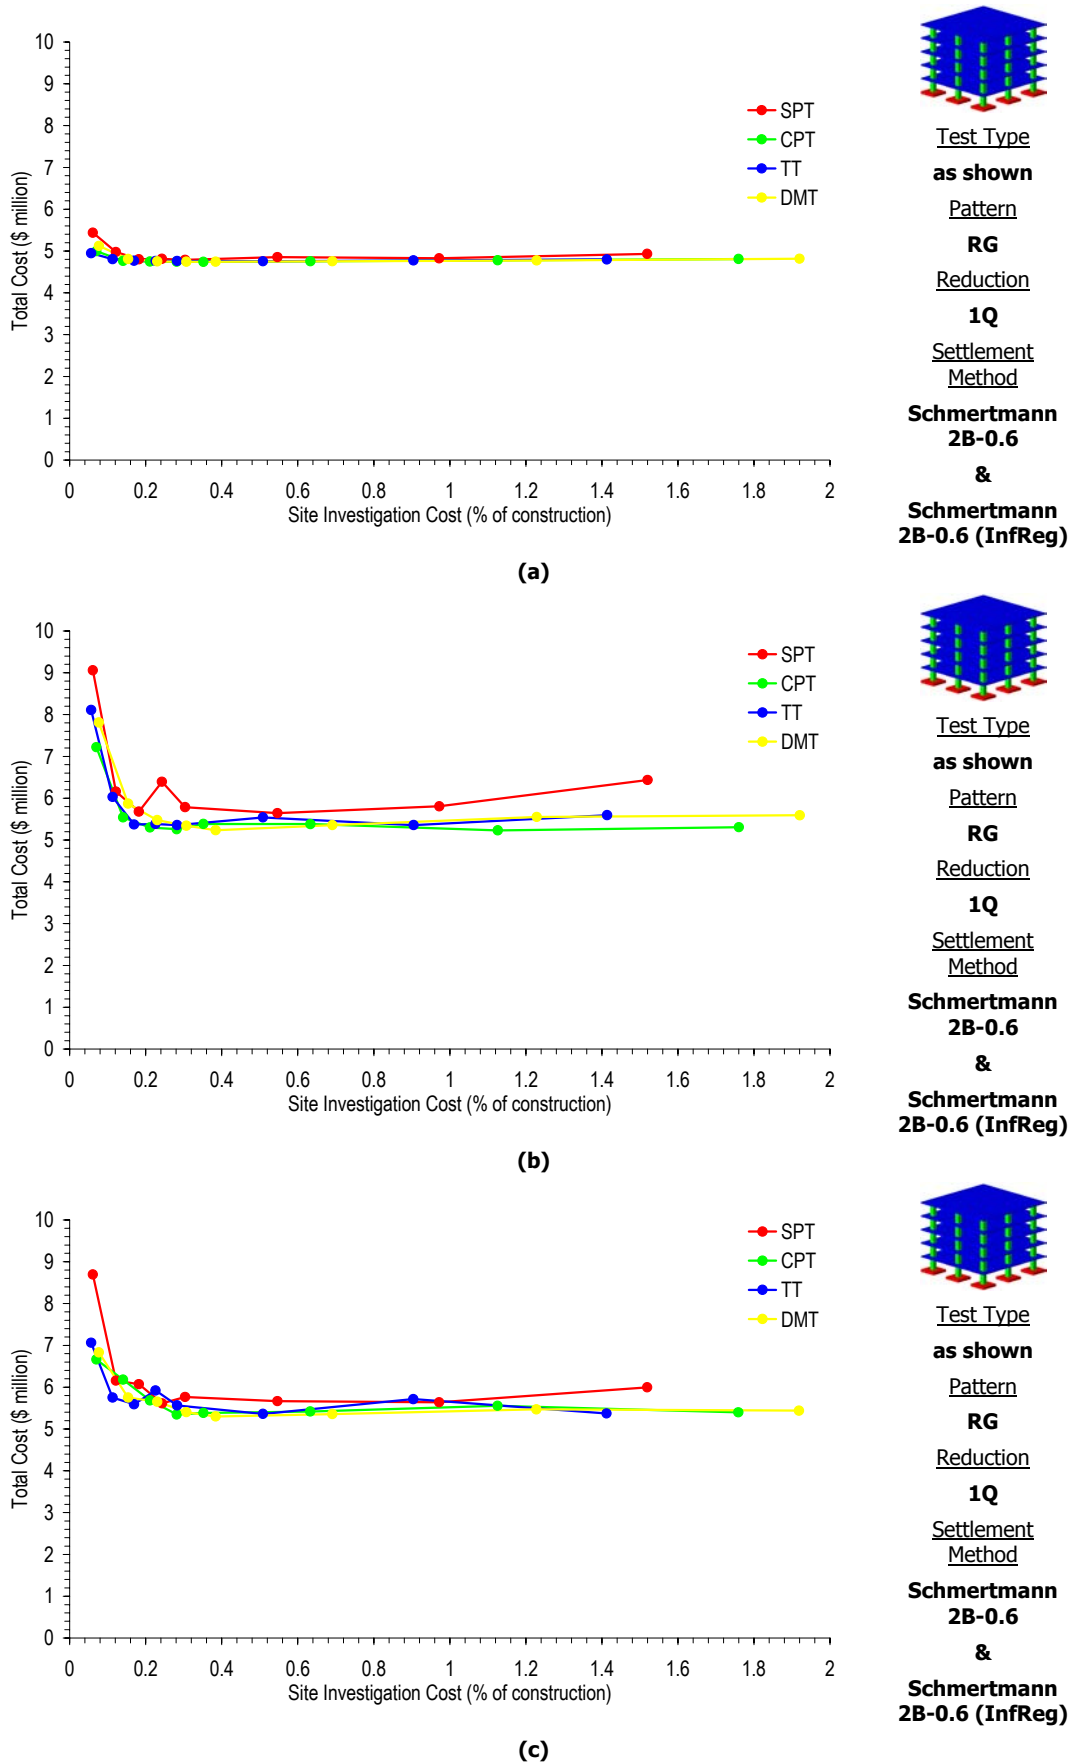 10
9
8
7
6
5
4
3
2
1
0
Total Cost ($ million)
0 0.2 0.4 0.6 0.8 1 1.2 1.4 1.6 1.8 2
Site Investigation Cost (% of construction)
SPT
CPT
TT
DMT
Test Type
as shown
Pattern
RG
Reduction
1Q
Settlement
Method
Schmertmann
2B-0.6
&
Schmertmann
2B-0.6 (InfReg)
(a)
10
9
8
7
6
5
4
3
2
1
0
Total Cost ($ million)
0 0.2 0.4 0.6 0.8 1 1.2 1.4 1.6 1.8 2
Site Investigation Cost (% of construction)
SPT
CPT
TT
DMT
Test Type
as shown
Pattern
RG
Reduction
1Q
Settlement
Method
Schmertmann
2B-0.6
&
Schmertmann
2B-0.6 (InfReg)
(b)
10
9
8
7
6
5
4
3
2
1
0
Total Cost ($ million)
0 0.2 0.4 0.6 0.8 1 1.2 1.4 1.6 1.8 2
Site Investigation Cost (% of construction)
SPT
CPT
TT
DMT
Test Type
as shown
Pattern
RG
Reduction
1Q
Settlement
Method
Schmertmann
2B-0.6
&
Schmertmann
2B-0.6 (InfReg)
(c)